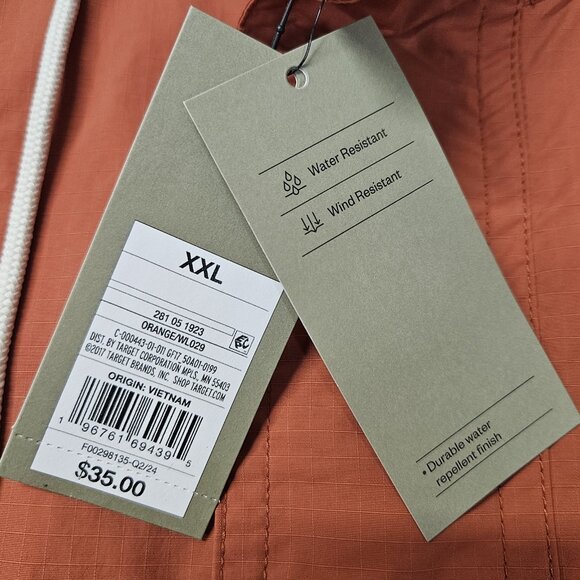 XXL
281 05 1923
ORANGE/WL029
C-000443-01-011 GF17 50A01-0199
DIST. BY TARGET CORPORATION MPLS, MN 55403
©2017 TARGET BRANDS, INC. SHOP TARGET.COM
ORIGIN: VIETNAM
1 96761 69439 5
F00298135-Q2/24
$35.00
Water Resistant
Wind Resistant
• Durable water
repellent finish